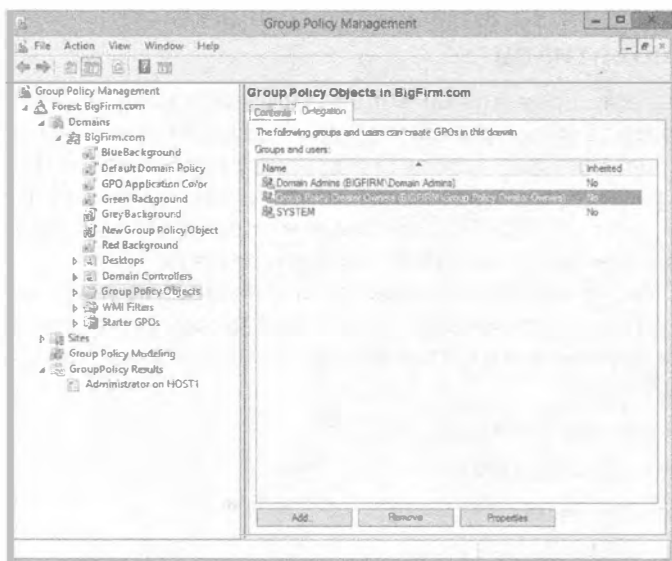 Group Policy Management
File Action View Window Help
Group Policy Management
Forest: BigFirm.com
Domains
BigFirm.com
BlueBackground
Default Domain Policy
GPO Application Color
Green Background
GreyBackground
New Group Policy Object
Red Background
Desktops
Domain Controllers
Group Policy Objects
WMI Filters
Starter GPOs
Sites
Group Policy Modeling
Group Policy Results
Administrator on HOST1
Group Policy Objects in BigFirm.com
Contents Delegation
The following groups and users can create GPOs in this domain
Groups and users:
Name Inherited
Domain Admins (BIGFIRM\Domain Admins) No
Group Policy Creator Owners (BIGFIRM\Group Policy Creator Owners) No
SYSTEM No
Add... Remove Properties